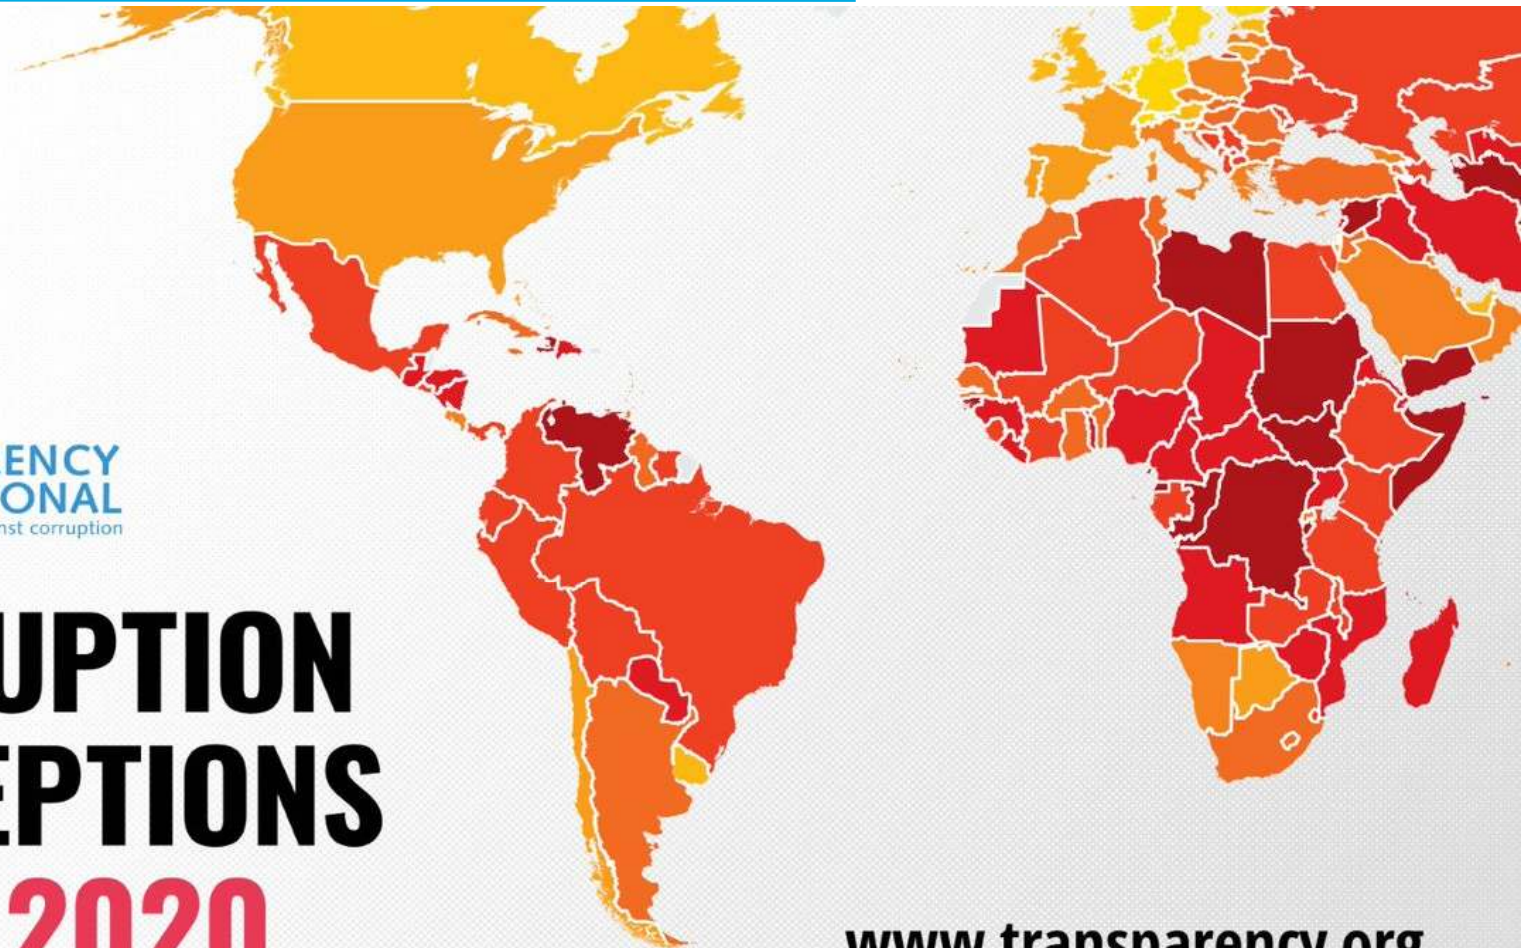 ENCY
ONAL
nst corruption
UPTION
EPTIONS
2020
www.transparency.org